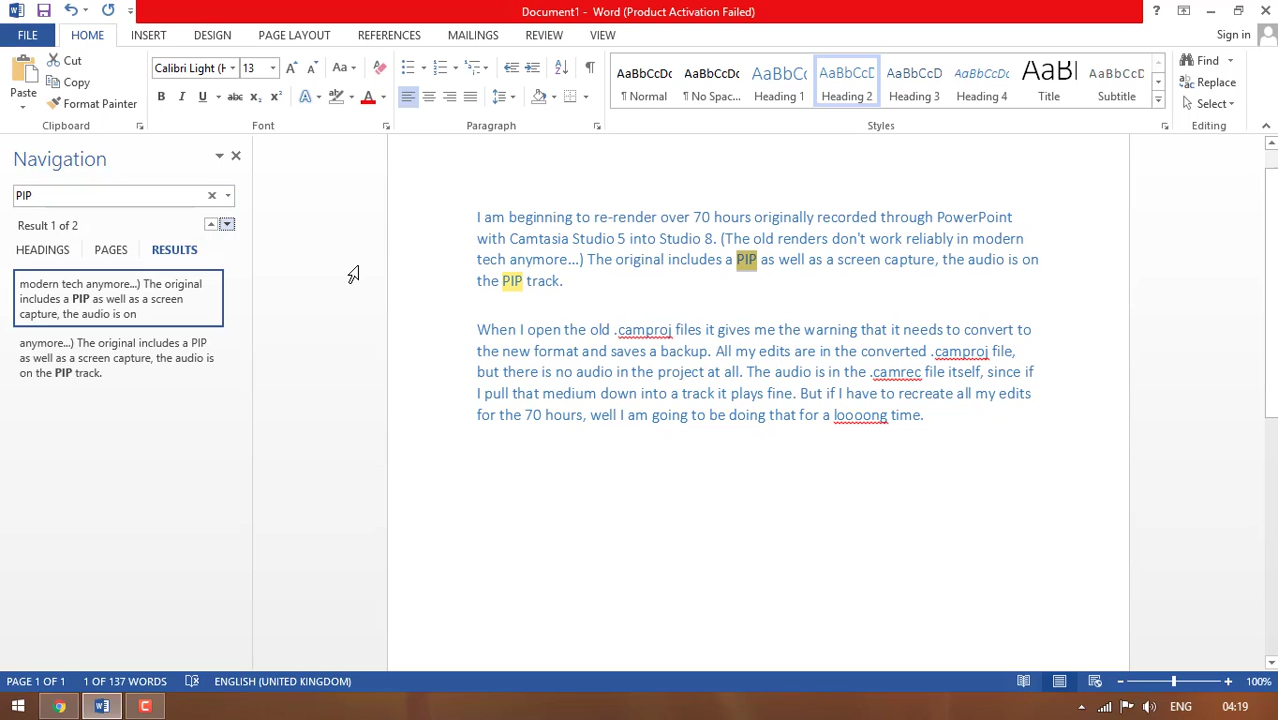 Document1 - Word (Product Activation Failed)
?
FILE HOME INSERT DESIGN PAGE LAYOUT REFERENCES MAILINGS REVIEW VIEW Sign in
Paste
Cut
Copy
Format Painter
Clipboard
Calibri Light (H 13 Aa
B I U abc x₂ x² A A
Font
Paragraph
AaBbCcDc AaBbCcDc AaBbCc AaBbCcD AaBbCcD AaBbCcD AaBl AaBbCcD
¶ Normal ¶ No Spac... Heading 1 Heading 2 Heading 3 Heading 4 Title Subtitle
Styles
Find
Replace
Select
Editing
Navigation
PIP
Result 1 of 2
HEADINGS PAGES RESULTS
modern tech anymore...) The original
includes a PIP as well as a screen
capture, the audio is on
anymore...) The original includes a PIP
as well as a screen capture, the audio is
on the PIP track.
I am beginning to re-render over 70 hours originally recorded through PowerPoint
with Camtasia Studio 5 into Studio 8. (The old renders don't work reliably in modern
tech anymore...) The original includes a PIP as well as a screen capture, the audio is on
the PIP track.
When I open the old .camproj files it gives me the warning that it needs to convert to
the new format and saves a backup. All my edits are in the converted .camproj file,
but there is no audio in the project at all. The audio is in the .camrec file itself, since if
I pull that medium down into a track it plays fine. But if I have to recreate all my edits
for the 70 hours, well I am going to be doing that for a loooong time.
PAGE 1 OF 1 1 OF 137 WORDS ENGLISH (UNITED KINGDOM) 100%
ENG 04:19